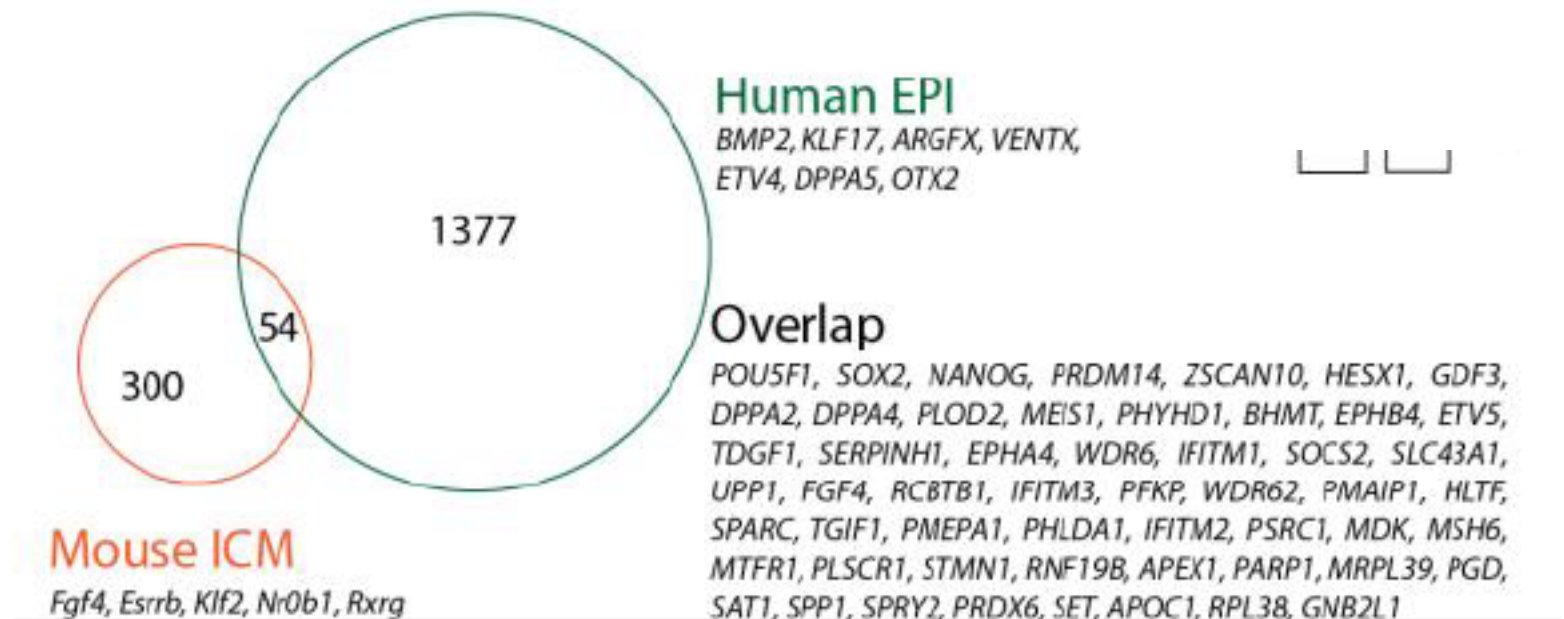 Human EPI
BMP2, KLF17, ARGFX, VENTX,
ETV4, DPPA5, OTX2
1377
54
300
Overlap
POU5F1, SOX2, NANOG, PRDM14, ZSCAN10, HESX1, GDF3,
DPPA2, DPPA4, PLOD2, MEIS1, PHYHD1, BHMT, EPHB4, ETV5,
TDGF1, SERPINH1, EPHA4, WDR6, IFITM1, SOCS2, SLC43A1,
UPP1, FGF4, RCBTB1, IFITM3, PFKP, WDR62, PMAIP1, HLTF,
SPARC, TGIF1, PMEPA1, PHLDA1, IFITM2, PSRC1, MDK, MSH6,
MTFR1, PLSCR1, STMN1, RNF19B, APEX1, PARP1, MRPL39, PGD,
SAT1, SPP1, SPRY2, PRDX6, SET, APOC1, RPL38, GNB2L1
Mouse ICM
Fgf4, Esrrb, Klf2, Nr0b1, Rxrg